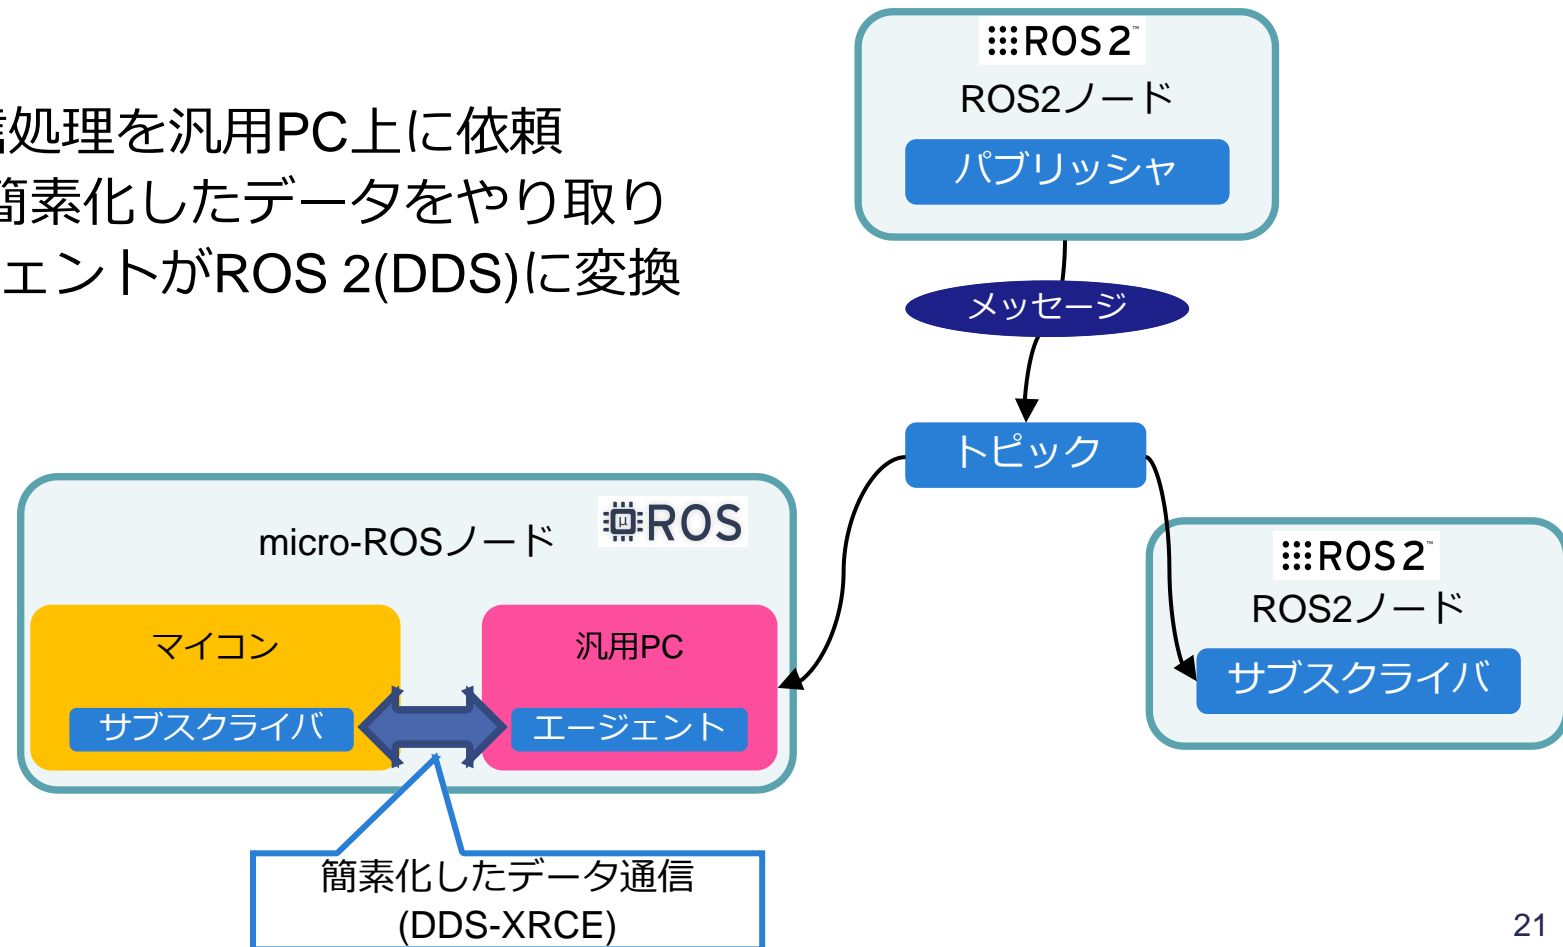 信処理を汎用PC上に依頼
簡素化したデータをやり取り
ェントがROS 2(DDS)に変換
ROS 2™
ROS2ノード
パブリッシャ
メッセージ
トピック
micro-ROSノード
µROS
マイコン
サブスクライバ
汎用PC
エージェント
ROS 2™
ROS2ノード
サブスクライバ
簡素化したデータ通信
(DDS-XRCE)
21